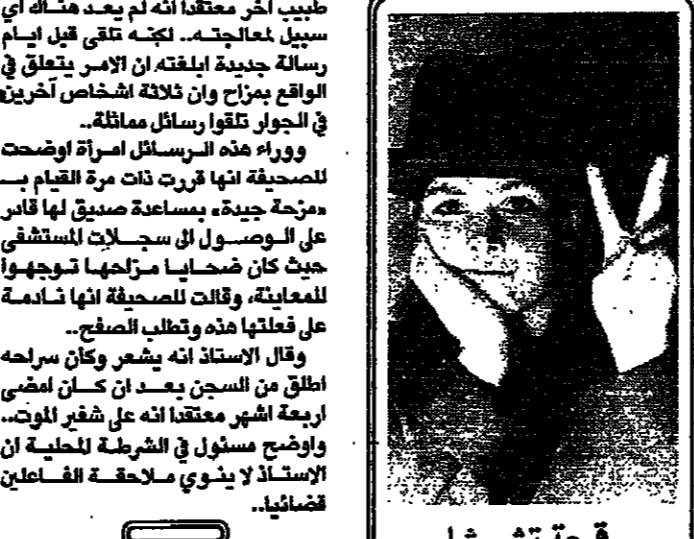 طبيب آخر معتقدا انه لم يعد هناك اي
سبيل لمعالجته.. لكنه تلقى قبل ايام
رسالة جديدة ابلغته ان الامر يتعلق في
الواقع بمزاح وان ثلاثة اشخاص آخرين
في الجوار تلقوا رسائل مماثلة..
ووراء هذه الرسائل امرأة اوضحت
للصحيفة انها قررت ذات مرة القيام بـ
«مزحة جيدة» بمساعدة صديق لها قادر
على الوصول الى سجلات المستشفى
حيث كان ضحايا مزاحها توجهوا
للمعاينة، وقالت للصحيفة انها نادمة
على فعلتها هذه وتطلب الصفح..
وقال الاستاذ انه يشعر وكأن سراحه
اطلق من السجن بعد ان كان امضى
اربعة اشهر معتقدا انه على شفير الموت..
واوضح مسئول في الشرطة المحلية ان
الاستاذ لا ينوي ملاحقة الفاعلين
قضائيا..